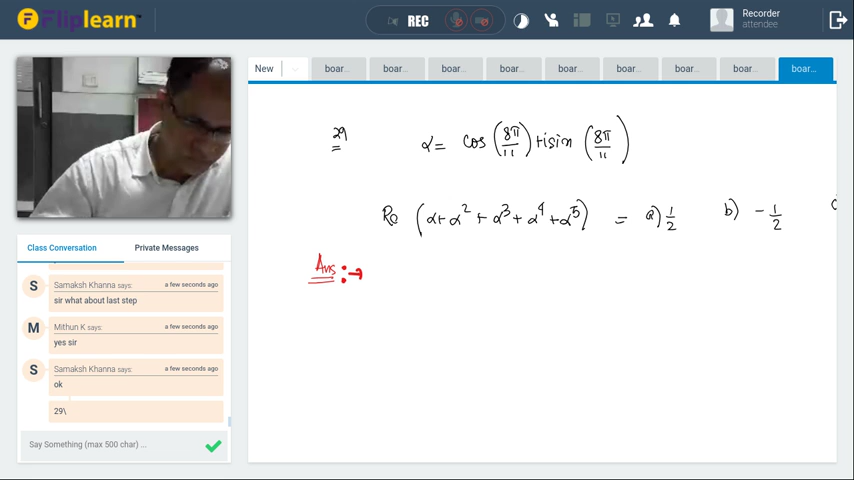 Fliplearn
REC
Recorder
attendee
New
boar...
boar...
boar...
boar...
boar...
boar...
boar...
boar...
boar...
29
α = cos (8π/11) + i sin (8π/11)
Re (α + α² + α³ + α⁴ + α⁵) = a) 1/2 b) - 1/2
Ans :→
Class Conversation
Private Messages
S
Samaksh Khanna says:
a few seconds ago
sir what about last step
M
Mithun K says:
a few seconds ago
yes sir
S
Samaksh Khanna says:
a few seconds ago
ok
29\
Say Something (max 500 char) ...